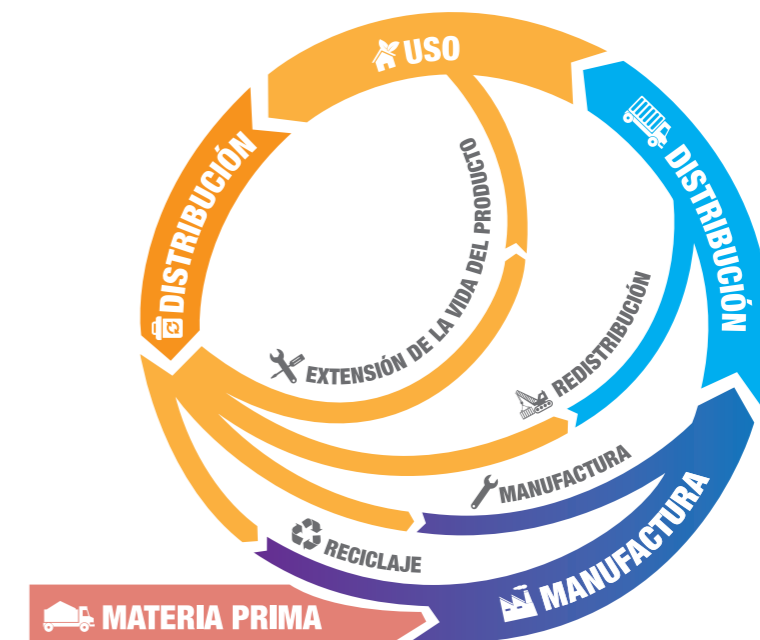 USO
DISTRIBUCIÓN
DISTRIBUCIÓN
EXTENSIÓN DE LA VIDA DEL PRODUCTO
REDISTRIBUCIÓN
MANUFACTURA
RECICLAJE
MANUFACTURA
MATERIA PRIMA